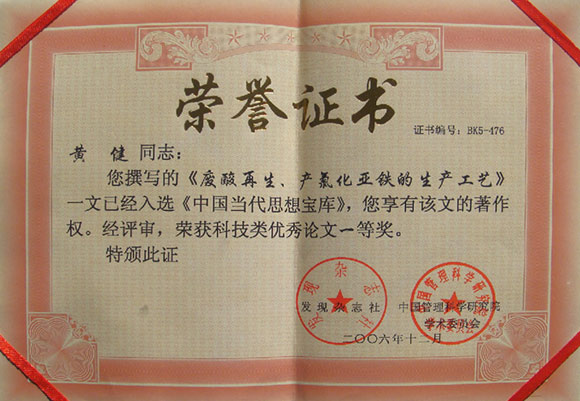 荣誉证书
证书编号：BK5-476
黄 健 同志：
您撰写的《废酸再生、产氯化亚铁的生产工艺》
一文已经入选《中国当代思想宝库》，您享有该文的著作
权。经评审，荣获科技类优秀论文一等奖。
特颁此证
发现杂志社
发现杂志社 中国管理科学研究院
学术委员会
二〇〇六年十二月